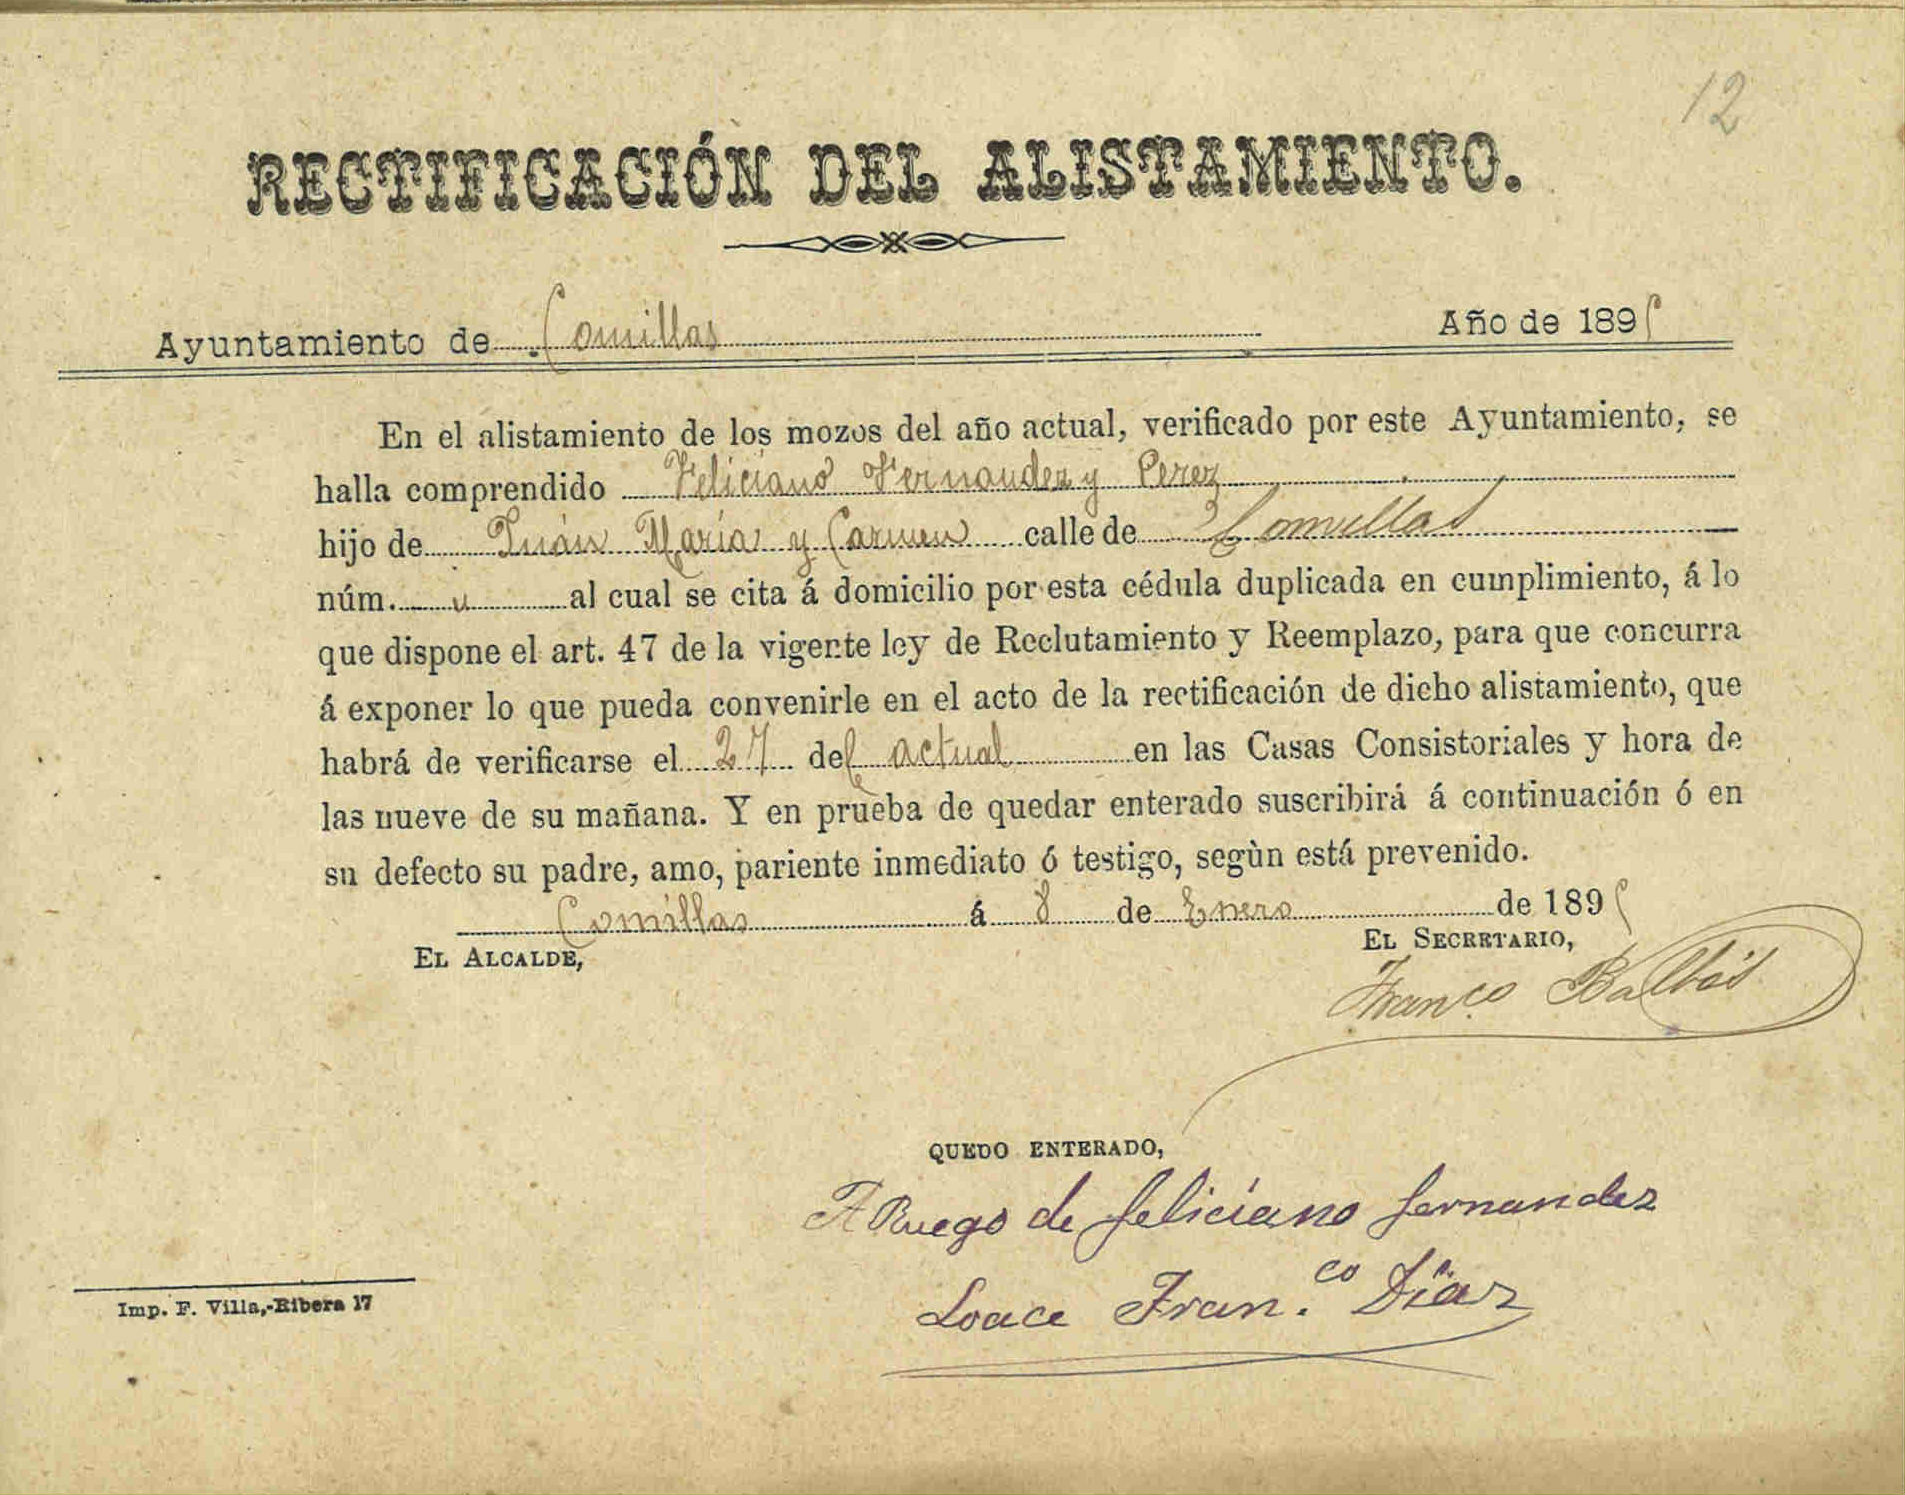 12
RECTIFICACIÓN DEL ALISTAMIENTO.
Ayuntamiento de Comillas Año de 189
En el alistamiento de los mozos del año actual, verificado por este Ayuntamiento, se
halla comprendido Feliciano Fernandez y Perez
hijo de Juán María y Carmen calle de Comillas
núm. al cual se cita á domicilio por esta cédula duplicada en cumplimiento, á lo
que dispone el art. 47 de la vigente ley de Reclutamiento y Reemplazo, para que concurra
á exponer lo que pueda convenirle en el acto de la rectificación de dicho alistamiento, que
habrá de verificarse el 27 del actual en las Casas Consistoriales y hora de
las nueve de su mañana. Y en prueba de quedar enterado suscribirá á continuación ó en
su defecto su padre, amo, pariente inmediato ó testigo, segùn está prevenido.
Comillas á 8 de Enero de 189
EL ALCALDE,
EL SECRETARIO,
Franco Balbás
QUEDO ENTERADO,
A Ruego de feliciano fernandez
Loace Fran.co Díaz
Imp. F. Villa,-Ribera 17